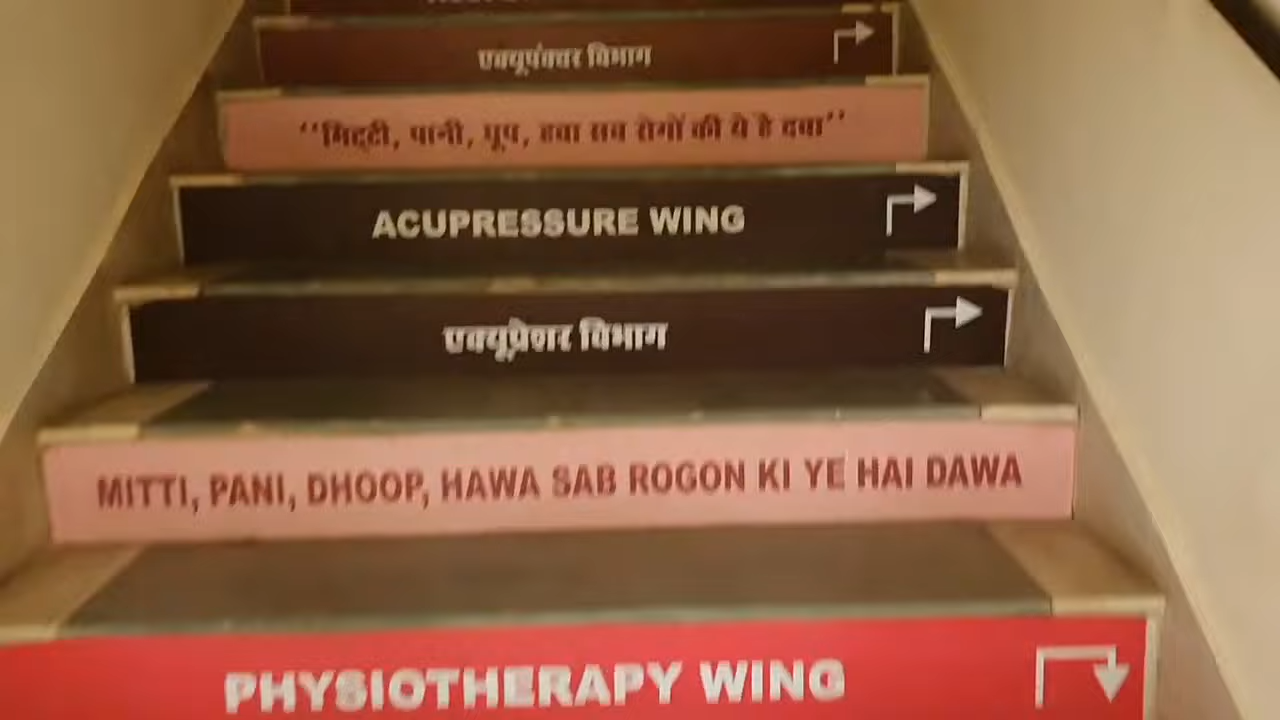 एक्यूपंक्चर विभाग
“मिट्टी, पानी, धूप, हवा सब रोगों की ये है दवा”
ACUPRESSURE WING
एक्यूप्रेशर विभाग
MITTI, PANI, DHOOP, HAWA SAB ROGON KI YE HAI DAWA
PHYSIOTHERAPY WING